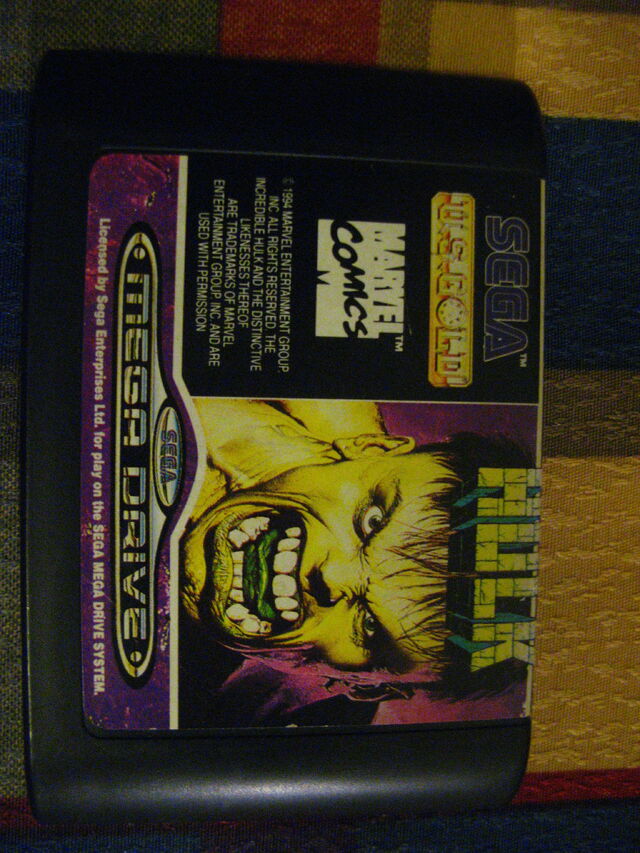 SEGA™
U.S. GOLD
MARVEL™
COMICS
© 1994 MARVEL ENTERTAINMENT GROUP,
INC. ALL RIGHTS RESERVED. THE
INCREDIBLE HULK AND THE DISTINCTIVE
LIKENESSES THEREOF
ARE TRADEMARKS OF MARVEL
ENTERTAINMENT GROUP, INC. AND ARE
USED WITH PERMISSION
HULK
SEGA
MEGA DRIVE
Licensed by Sega Enterprises Ltd. for play on the SEGA MEGA DRIVE SYSTEM.